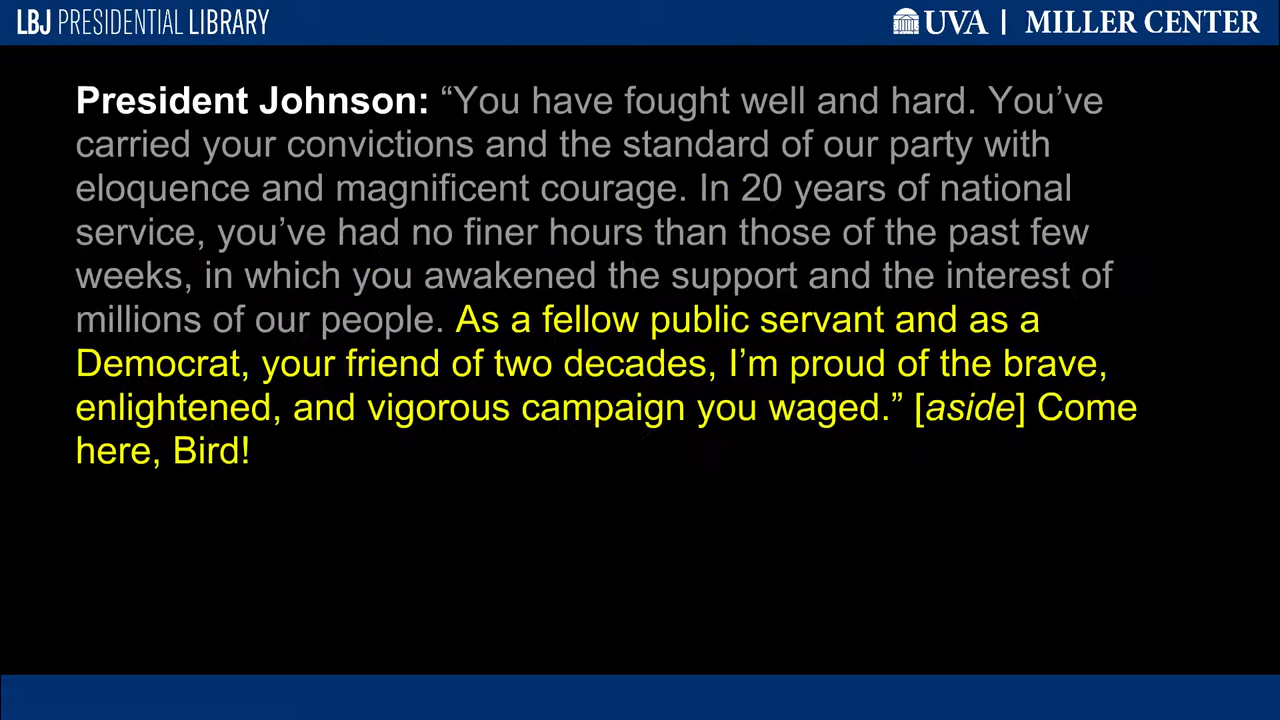 LBJ PRESIDENTIAL LIBRARY
UVA | MILLER CENTER
President Johnson: “You have fought well and hard. You’ve
carried your convictions and the standard of our party with
eloquence and magnificent courage. In 20 years of national
service, you’ve had no finer hours than those of the past few
weeks, in which you awakened the support and the interest of
millions of our people. As a fellow public servant and as a
Democrat, your friend of two decades, I’m proud of the brave,
enlightened, and vigorous campaign you waged.” [aside] Come
here, Bird!